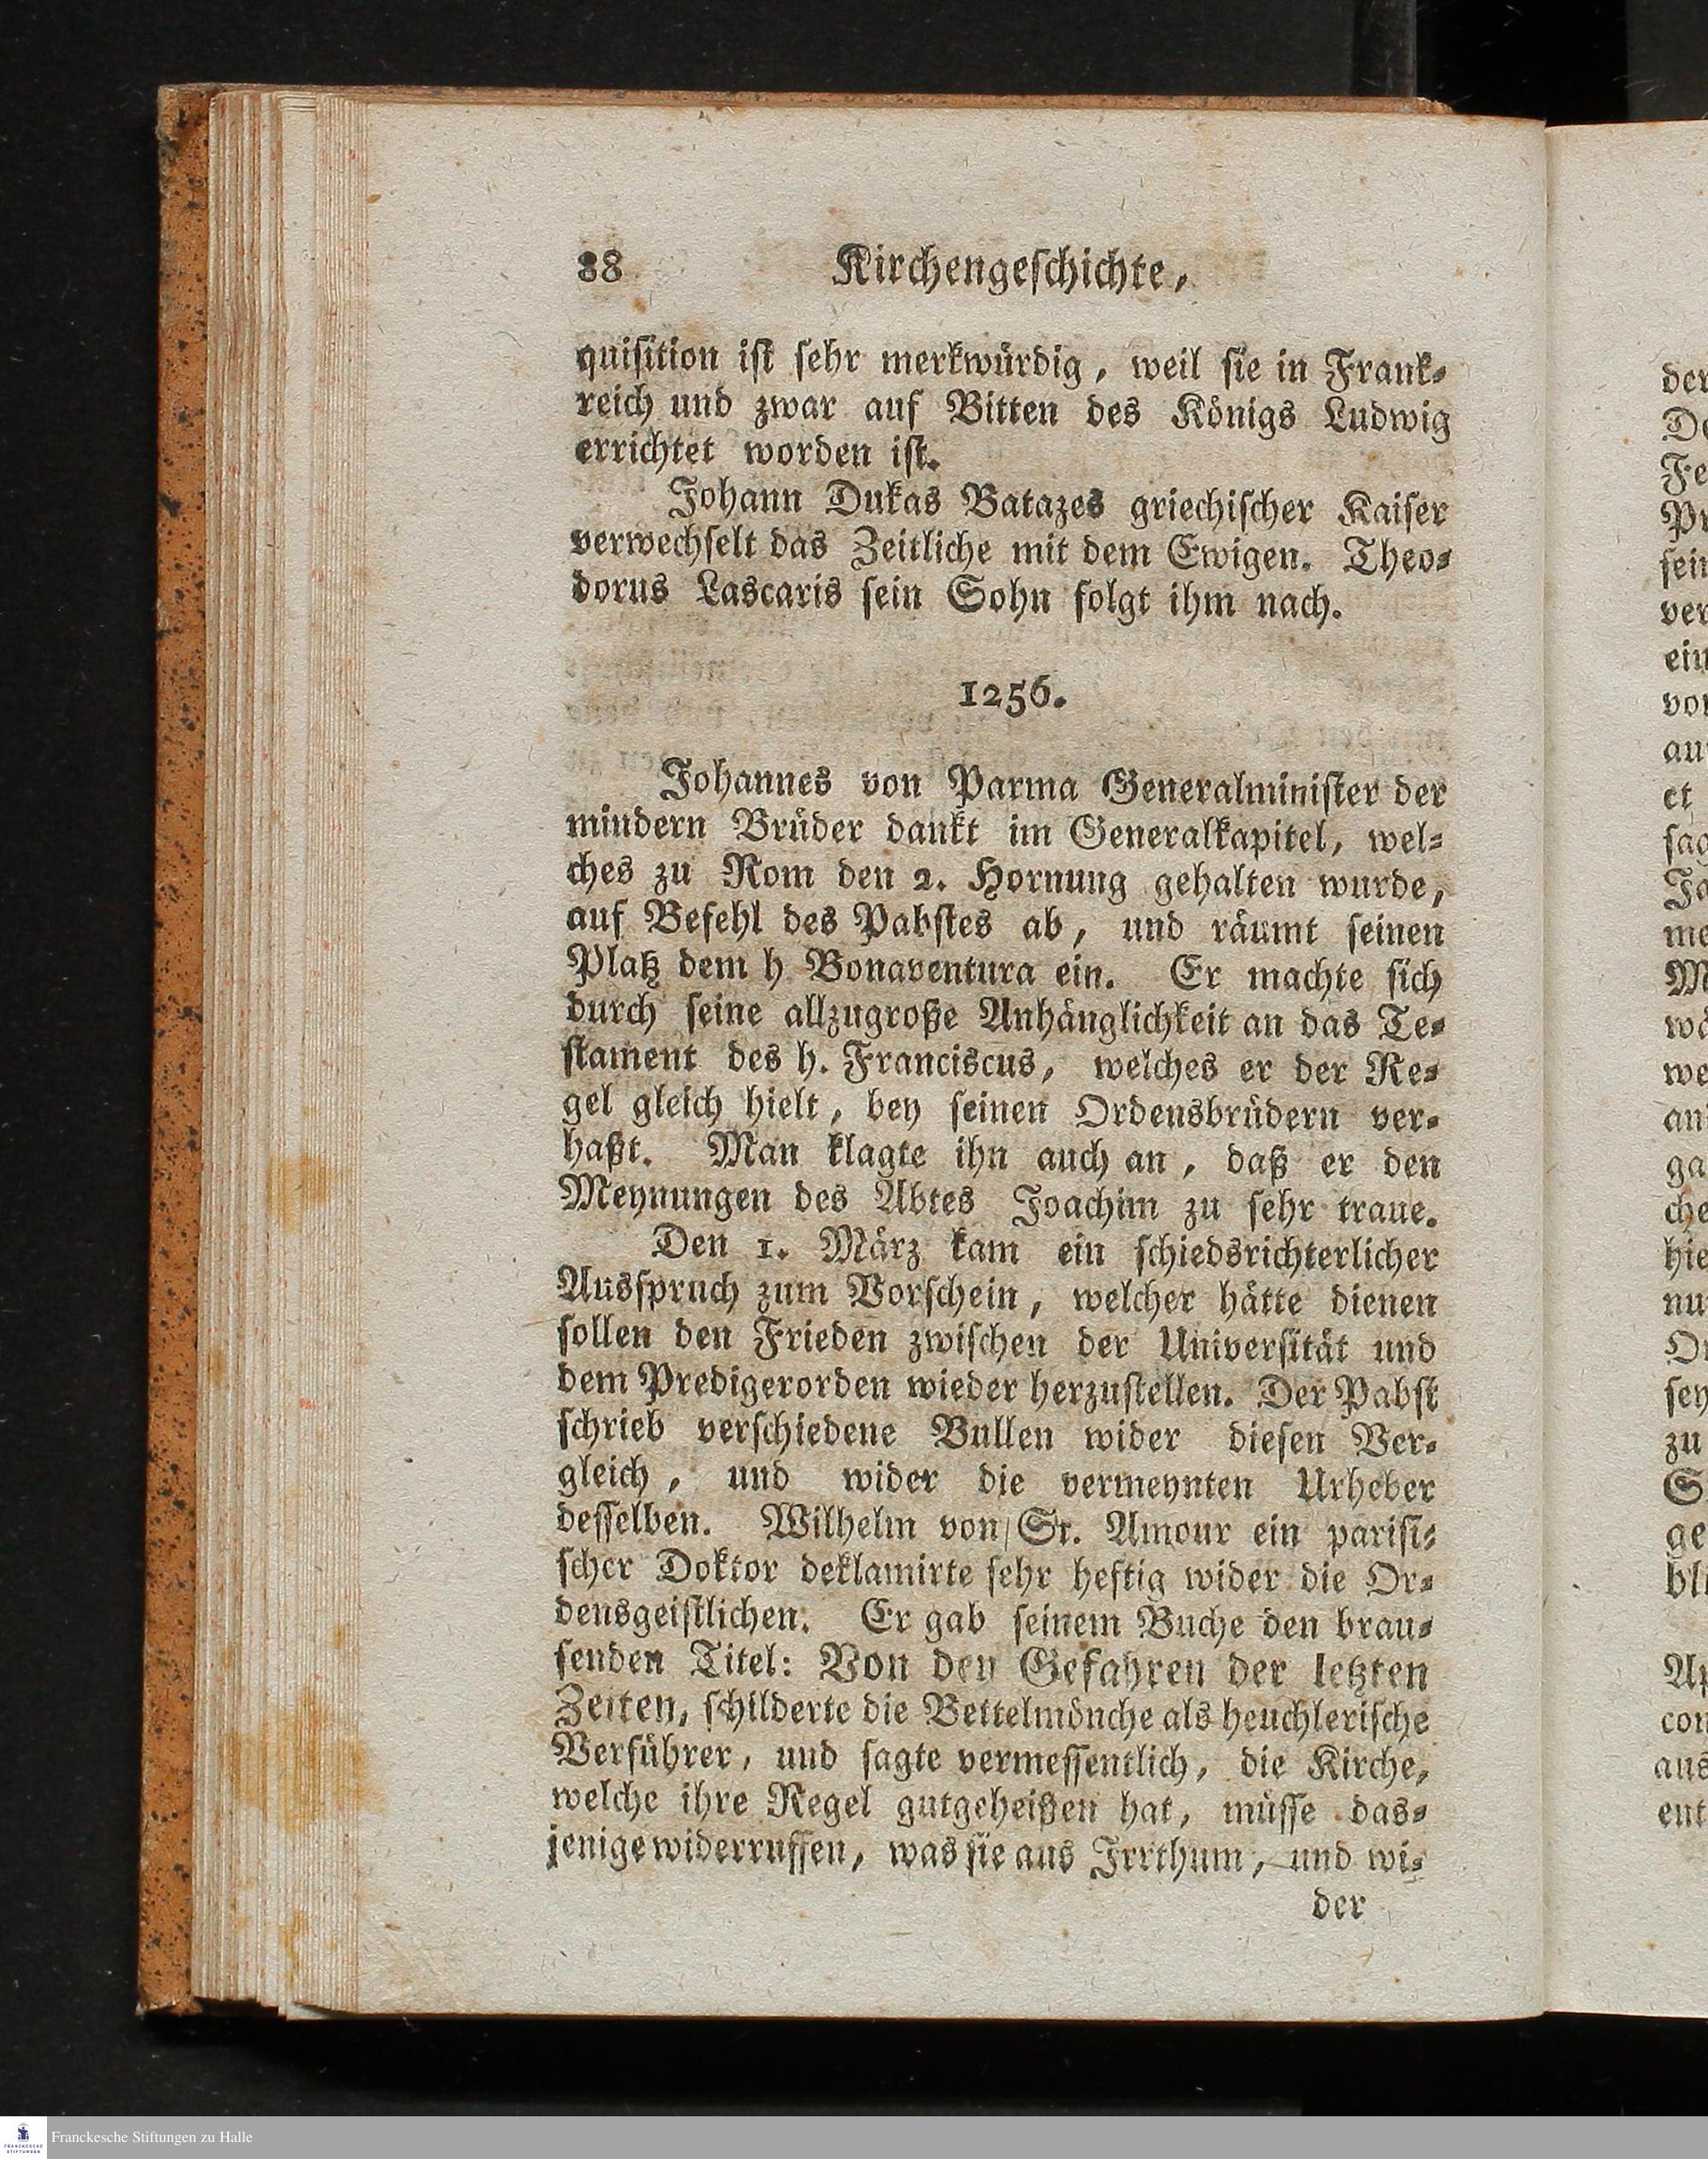 88 Kirchengeschichte,
quisition ist sehr merkwürdig, weil sie in Frank-
reich und zwar auf Bitten des Königs Ludwig
errichtet worden ist.
Johann Dukas Batazes griechischer Kaiser
verwechselt das Zeitliche mit dem Ewigen. Theo-
dorus Lascaris sein Sohn folgt ihm nach.
1256.
Johannes von Parma Generalminister der
mindern Brüder dankt im Generalkapitel, wel-
ches zu Rom den 2. Hornung gehalten wurde,
auf Befehl des Pabstes ab, und räumt seinen
Platz dem h Bonaventura ein. Er machte sich
durch seine allzugroße Anhänglichkeit an das Te-
stament des h. Franciscus, welches er der Re-
gel gleich hielt, bey seinen Ordensbrüdern ver-
haßt. Man klagte ihn auch an, daß er den
Meynungen des Abtes Joachim zu sehr traue.
Den 1. März kam ein schiedsrichterlicher
Ausspruch zum Vorschein, welcher hätte dienen
sollen den Frieden zwischen der Universität und
dem Predigerorden wieder herzustellen. Der Pabst
schrieb verschiedene Bullen wider diesen Ver-
gleich, und wider die vermeynten Urheber
desselben. Wilhelm von St. Amour ein parisi-
scher Doktor deklamirte sehr heftig wider die Or-
densgeistlichen. Er gab seinem Buche den brau-
senden Titel: Von den Gefahren der letzten
Zeiten, schilderte die Bettelmönche als heuchlerische
Verführer, und sagte vermessentlich, die Kirche,
welche ihre Regel gutgeheißen hat, müsse das-
jenige widerruffen, was sie aus Irrthum, und wi-
der
Franckesche Stiftungen zu Halle